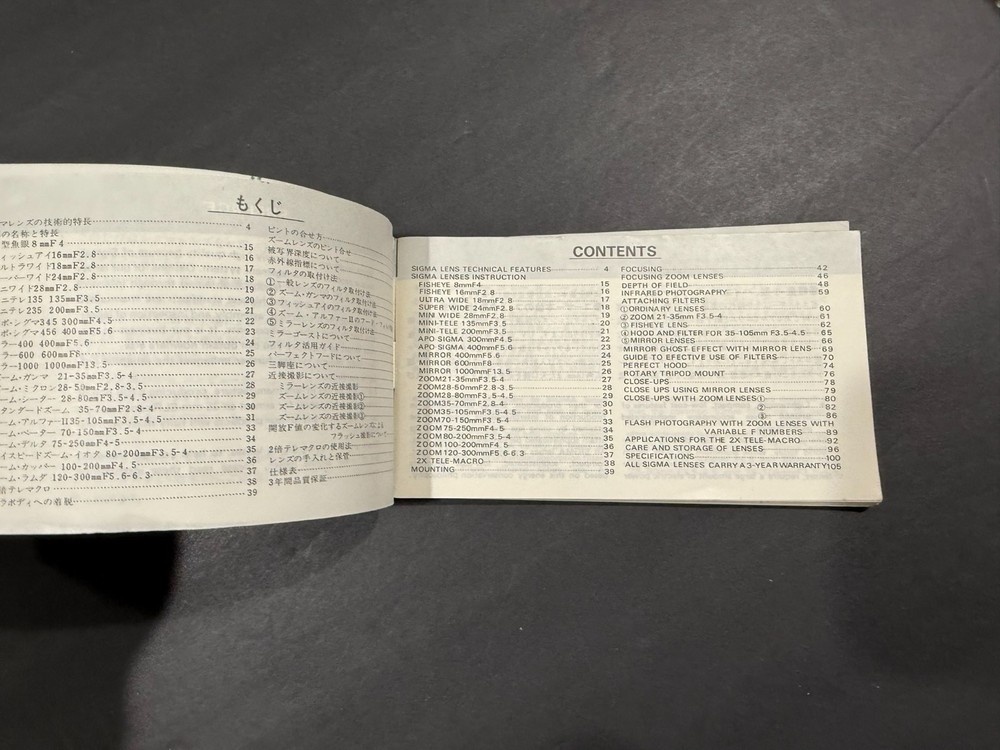 もくじ
マレンズの技術的特長 4
の名称と特長
型魚眼8mmF4 15
ィッシュアイ16mmF2.8 16
ルトラワイド18mmF2.8 17
ーパーワイド24mmF2.8 18
ニワイド28mmF2.8 19
ニテレ135 135mmF3.5 20
ニテレ235 200mmF3.5 21
ポ・シグマ345 300mmF4.5 22
ポ・シグマ456 400mmF5.6 23
ラー400 400mmF5.6 24
ラー600 600mmF8 25
ラー1000 1000mmF13.5 26
ーム・ガンマ 21-35mmF3.5-4 27
ーム・ミクロン28-50mmF2.8-3.5 28
ーム・シーター 28-80mmF3.5-4.5 29
タンダードズーム 35-70mmF2.8-4 30
ーム・アルファーII35-105mmF3.5-4.5 31
ーム・ベーター 70-150mmF3.5-4 33
ーム・デルタ 75-250mmF4-5 34
イスピードズーム・イオタ 80-200mmF3.5-4 35
ーム・カッパー 100-200mmF4.5 36
ーム・ラムダ 120-300mmF5.6-6.3 37
倍テレマクロ 38
ラボディへの着脱 39
ピントの合せ方
ズームレンズのピント合せ
被写界深度について
赤外線指標について
フィルタの取付け法
①一般レンズのフィルタ取付け法
②ズーム・ガンマのフィルタ取付け法
③フィッシュアイのフィルタ取付け法
④ズーム・アルファーIIのフード・フィルタ
⑤ミラーレンズのフィルタ取付け法
ミラーゴーストについて
フィルタ活用ガイド
パーフェクトフードについて
三脚座について
近接撮影について
ミラーレンズの近接撮影
ズームレンズの近接撮影①
ズームレンズの近接撮影②
ズームレンズの近接撮影③
開放F値の変化するズームレンズによる
フラッシュ撮影につ
2倍テレマクロの使用法
レンズの手入れと保管
仕様表
3年間品質保証
CONTENTS
SIGMA LENS TECHNICAL FEATURES 4
SIGMA LENSES INSTRUCTION
FISHEYE 8mmF4 15
FISHEYE 16mmF2.8 16
ULTRA WIDE 18mmF2.8 17
SUPER WIDE 24mmF2.8 18
MINI WIDE 28mmF2.8 19
MINI-TELE 135mmF3.5 20
MINI-TELE 200mmF3.5 21
APO SIGMA 300mmF4.5 22
APO SIGMA 400mmF5.6 23
MIRROR 400mmF5.6 24
MIRROR 600mmF8 25
MIRROR 1000mmF13.5 26
ZOOM21-35mmF3.5-4 27
ZOOM28-50mmF2.8-3.5 28
ZOOM28-80mmF3.5-4.5 29
ZOOM35-70mmF2.8-4 30
ZOOM35-105mmF3.5-4.5 31
ZOOM70-150mmF3.5-4 33
ZOOM75-250mmF4-5 34
ZOOM80-200mmF3.5-4 35
ZOOM100-200mmF4.5 36
ZOOM120-300mmF5.6-6.3 37
2X TELE-MACRO 38
MOUNTING 39
FOCUSING 42
FOCUSING ZOOM LENSES 46
DEPTH OF FIELD 48
INFRARED PHOTOGRAPHY 59
ATTACHING FILTERS
①ORDINARY LENSES 60
②ZOOM 21-35mm F3.5-4 61
③FISHEYE LENS 62
④HOOD AND FILTER FOR 35-105mm F3.5-4.5 65
⑤MIRROR LENSES 66
MIRROR GHOST EFFECT WITH MIRROR LENS 69
GUIDE TO EFECTIVE USE OF FILTERS 70
PERFECT HOOD 74
ROTARY TRIPOD MOUNT 76
CLOSE-UPS 78
CLOSE UPS USING MIRROR LENSES 79
CLOSE-UPS WITH ZOOM LENSES① 80
② 82
③ 86
FLASH PHOTOGRAPHY WITH ZOOM LENSES WITH
VARIABLE F NUMBERS 89
APPLICATIONS FOR THE 2X TELE-MACRO 92
CARE AND STORAGE OF LENSES 96
SPECIFICATIONS 100
ALL SIGMA LENSES CARRY A 3-YEAR WARRANTY 105